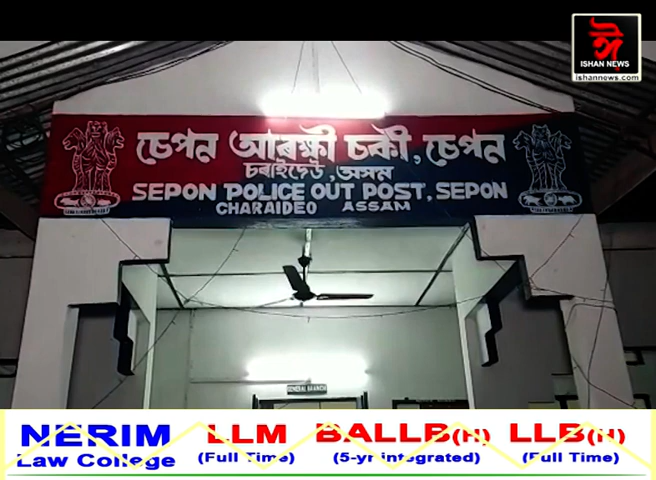 ঈ
ISHAN NEWS
ishannews.com
চেপন আৰক্ষী চকী, চেপন
চৰাইদেউ, অসম
SEPON POLICE OUT POST, SEPON
CHARAIDEO ASSAM
GENERAL BRANCH
NERIM
Law College
LLM
(Full Time)
BALLB(H)
(5-yr integrated)
LLB(H)
(Full Time)